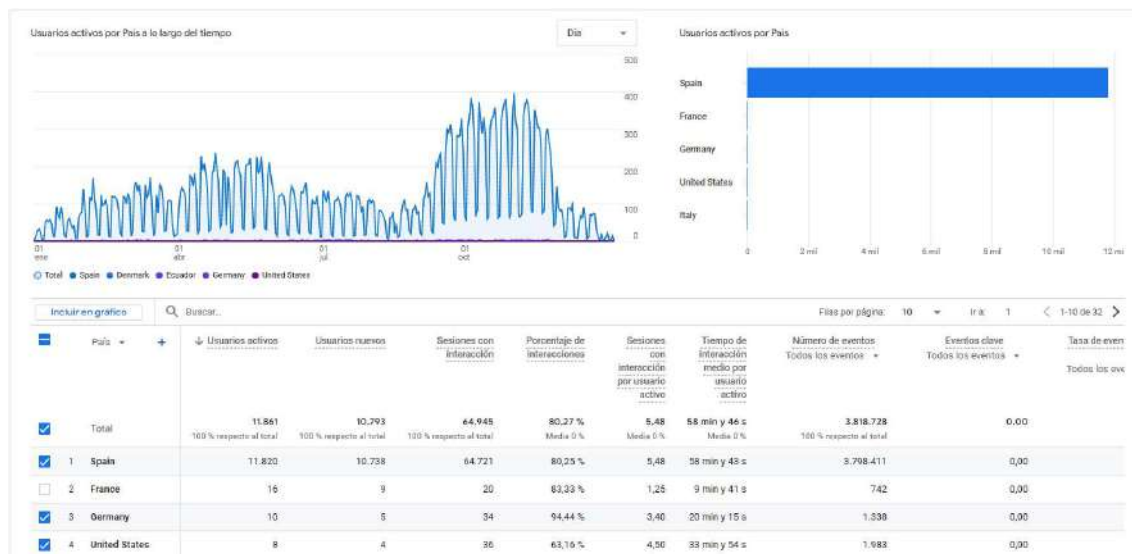 Usuarios activos por País a lo largo del tiempo
Día
500
400
300
200
100
0
01 ene
01 abr
01 jul
01 oct
Total Spain Denmark Ecuador Germany United States
Usuarios activos por País
Spain
France
Germany
United States
Italy
0 2 mil 4 mil 6 mil 8 mil 10 mil 12 mil
Incluir en gráfico Buscar... Filas por página: 10 Ir a: 1 1-10 de 32
País + Usuarios activos Usuarios nuevos Sesiones con interacción Porcentaje de interacciones Sesiones con interacción por usuario activo Tiempo de interacción medio por usuario activo Número de eventos Todos los eventos Eventos clave Todos los eventos Tasa de even Todos los eve
Total 11.861 10.793 64.945 80,27 % 5,48 58 min y 46 s 3.818.728 0,00
100 % respecto al total 100 % respecto al total 100 % respecto al total Media 0 % Media 0 % Media 0 % 100 % respecto al total
1 Spain 11.820 10.738 64.721 80,25 % 5,48 58 min y 43 s 3.798.411 0,00
2 France 16 9 20 83,33 % 1,25 9 min y 41 s 742 0,00
3 Germany 10 5 34 94,44 % 3,40 20 min y 15 s 1.338 0,00
4 United States 8 4 36 63,16 % 4,50 33 min y 54 s 1.983 0,00